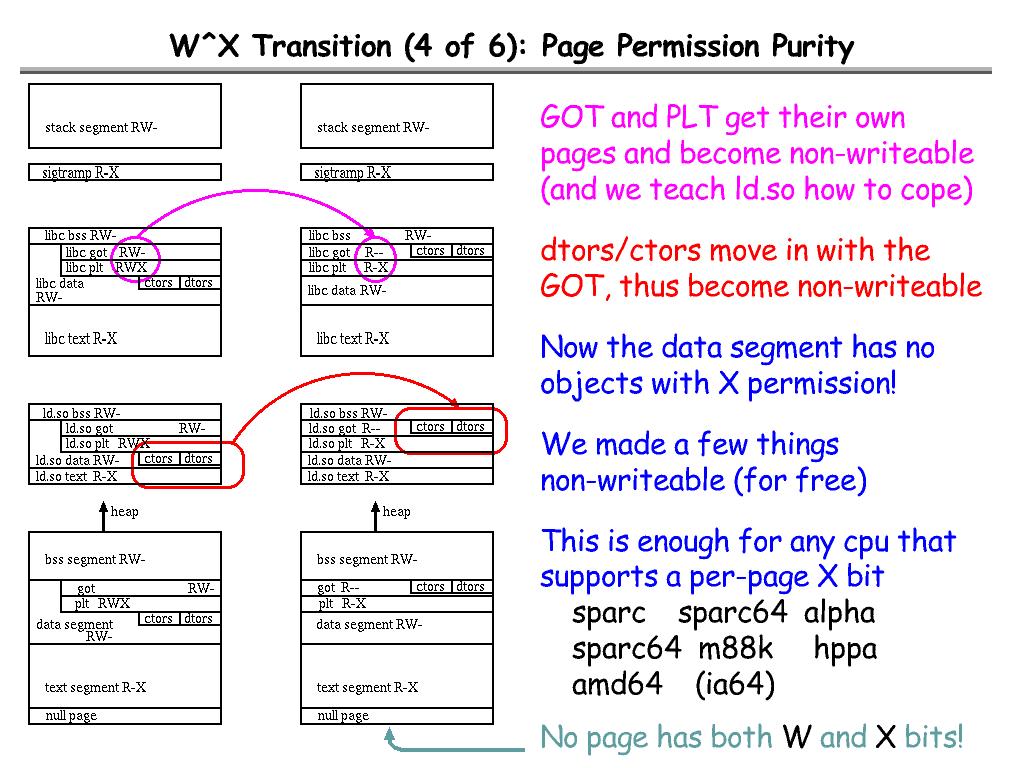 W^X Transition (4 of 6): Page Permission Purity
stack segment RW-
sigtramp R-X
libc bss RW-
libc got RW-
libc plt RWX
libc data
RW-
ctors dtors
libc text R-X
ld.so bss RW-
ld.so got RW-
ld.so plt RWX
ld.so data RW- ctors dtors
ld.so text R-X
heap
bss segment RW-
got RW-
plt RWX
data segment
RW-
ctors dtors
text segment R-X
null page
stack segment RW-
sigtramp R-X
libc bss RW-
libc got R-- ctors dtors
libc plt R-X
libc data RW-
libc text R-X
ld.so bss RW-
ld.so got R-- ctors dtors
ld.so plt R-X
ld.so data RW-
ld.so text R-X
heap
bss segment RW-
got R-- ctors dtors
plt R-X
data segment RW-
text segment R-X
null page
GOT and PLT get their own
pages and become non-writeable
(and we teach ld.so how to cope)
dtors/ctors move in with the
GOT, thus become non-writeable
Now the data segment has no
objects with X permission!
We made a few things
non-writeable (for free)
This is enough for any cpu that
supports a per-page X bit
sparc sparc64 alpha
sparc64 m88k hppa
amd64 (ia64)
No page has both W and X bits!